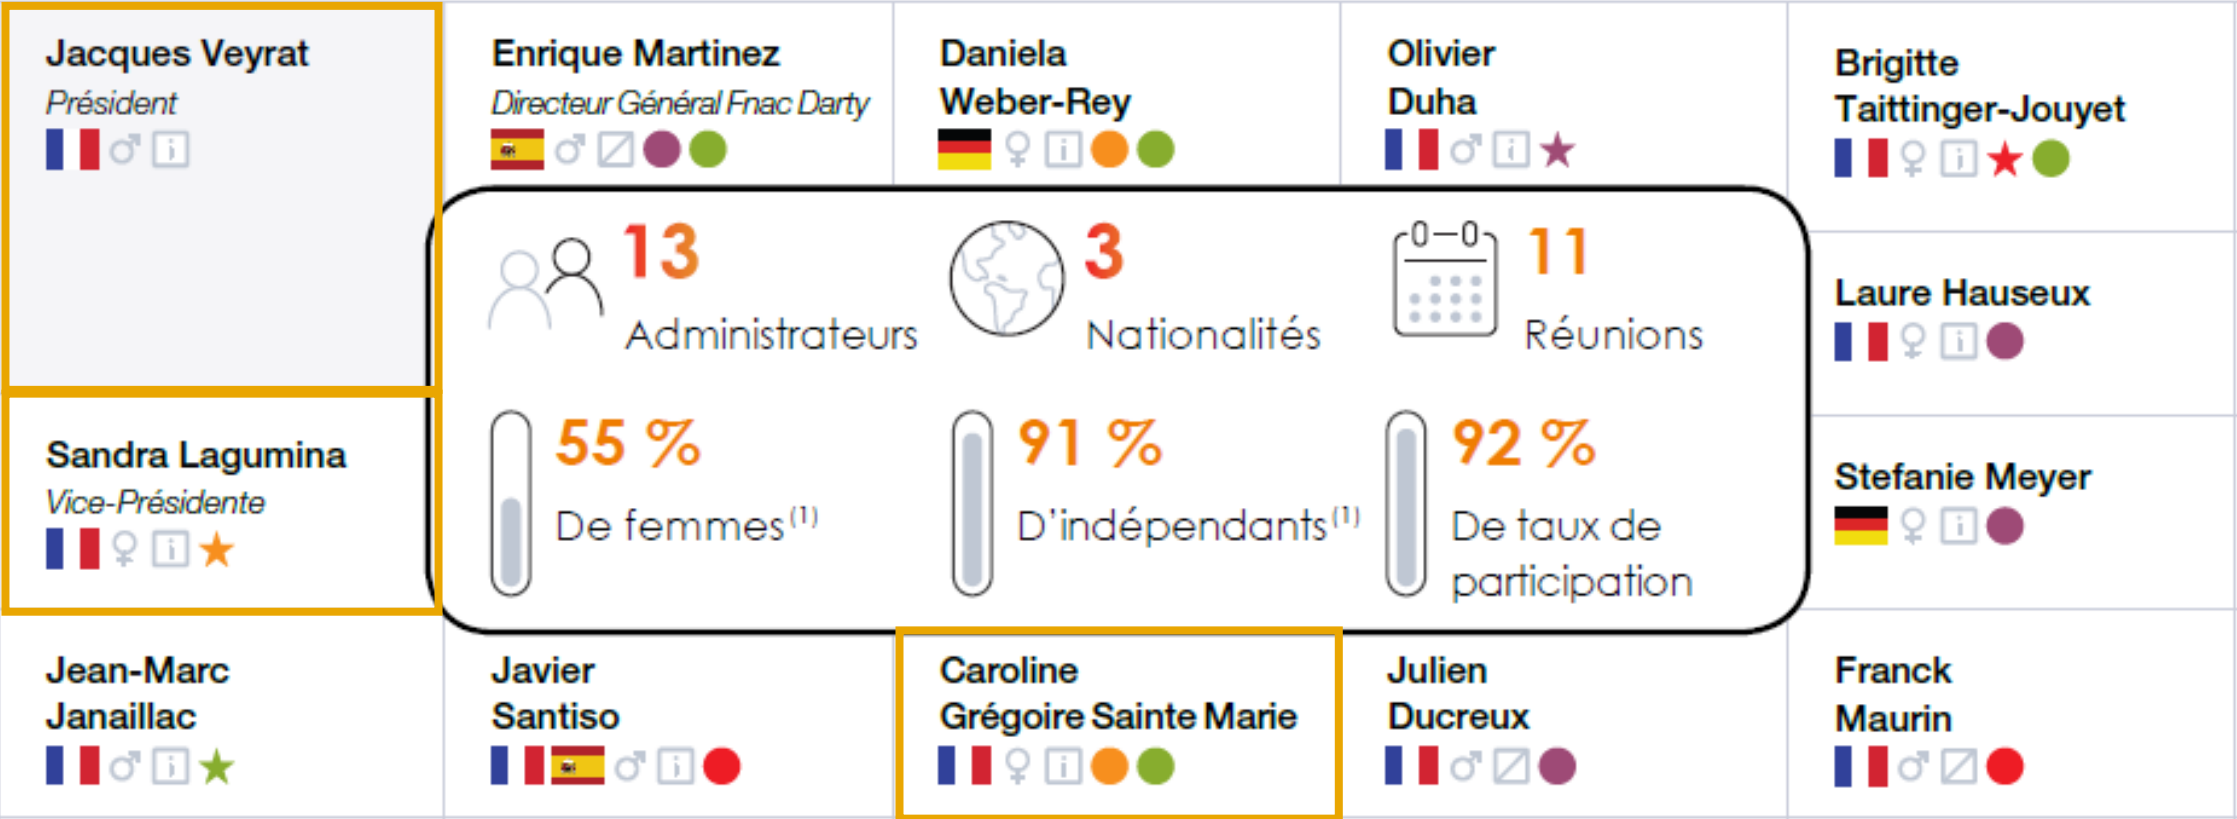 Jacques Veyrat
Président
Enrique Martinez
Directeur Général Fnac Darty
Daniela
Weber-Rey
Olivier
Duha
Brigitte
Taittinger-Jouyet
13
Administrateurs
3
Nationalités
11
Réunions
Laure Hauseux
Sandra Lagumina
Vice-Présidente
55 %
De femmes(1)
91 %
D'indépendants(1)
92 %
De taux de
participation
Stefanie Meyer
Jean-Marc
Janaillac
Javier
Santiso
Caroline
Grégoire Sainte Marie
Julien
Ducreux
Franck
Maurin